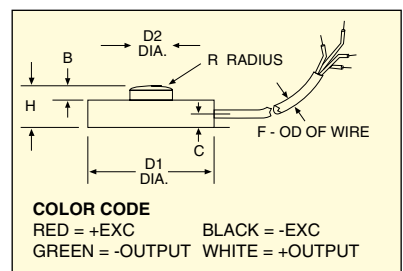 D2
DIA.
B
R RADIUS
H
F - OD OF WIRE
C
D1
DIA.
COLOR CODE
RED = +EXC BLACK = -EXC
GREEN = -OUTPUT WHITE = +OUTPUT